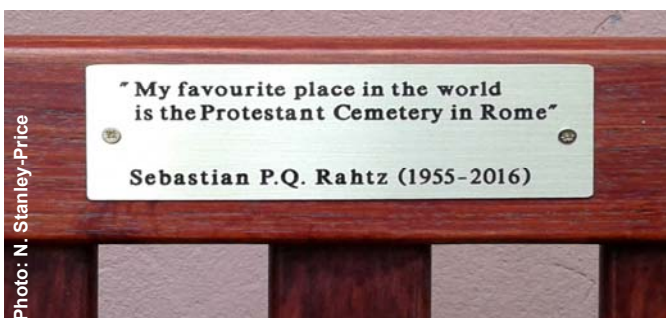 "My favourite place in the world
is the Protestant Cemetery in Rome"
Sebastian P.Q. Rahtz (1955-2016)
Photo: N. Stanley-Price